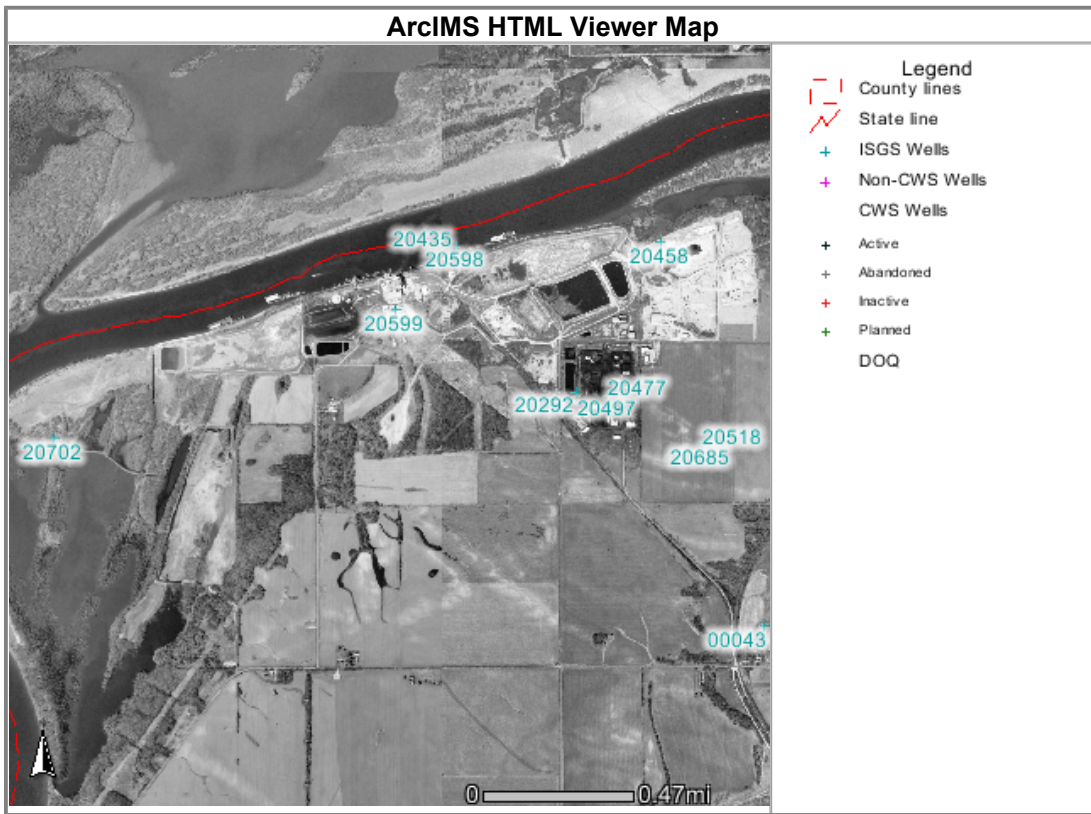 ArcIMS HTML Viewer Map
Legend
County lines
State line
ISGS Wells
Non-CWS Wells
CWS Wells
Active
Abandoned
Inactive
Planned
DOQ
20435
20598
20458
20599
20477
20292
20497
20518
20685
20702
00043
0
0.47mi